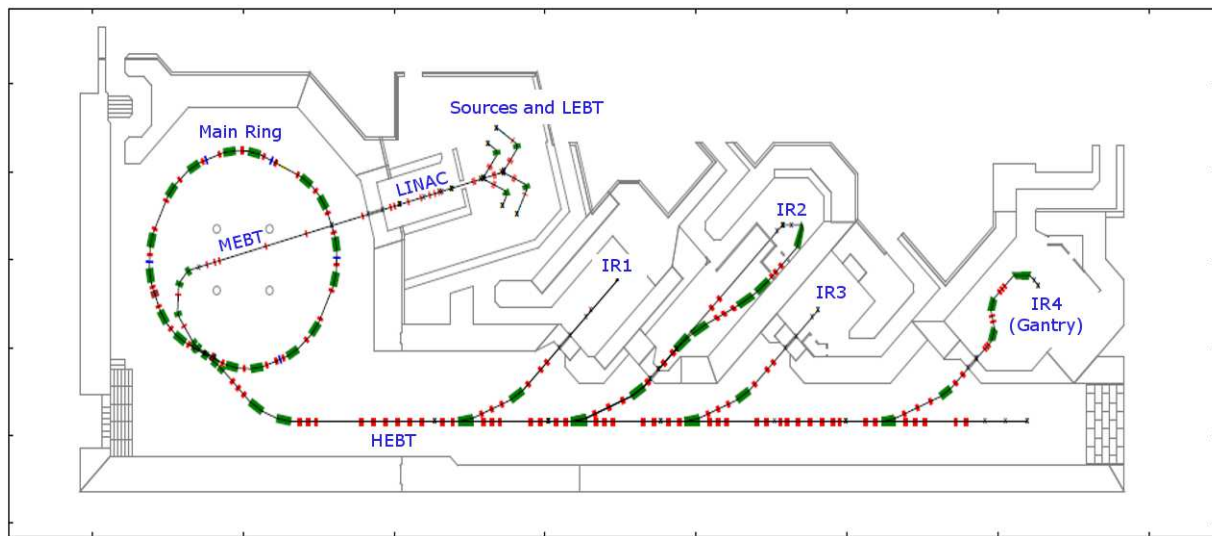 Sources and LEBT
Main Ring
LINAC
MEBT
IR2
IR1
IR3
IR4
(Gantry)
HEBT